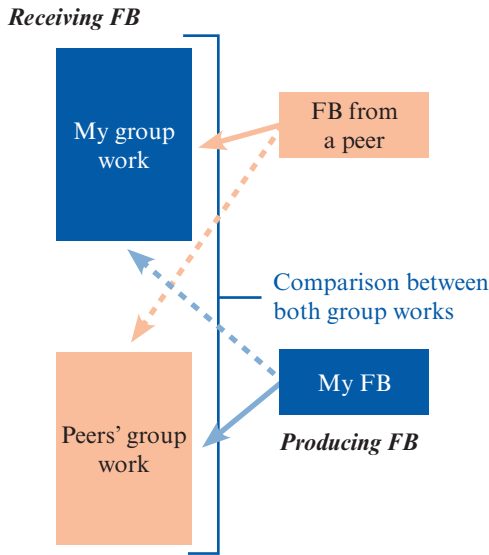 Receiving FB
My group
work
FB from
a peer
Comparison between
both group works
My FB
Peers’ group
work
Producing FB